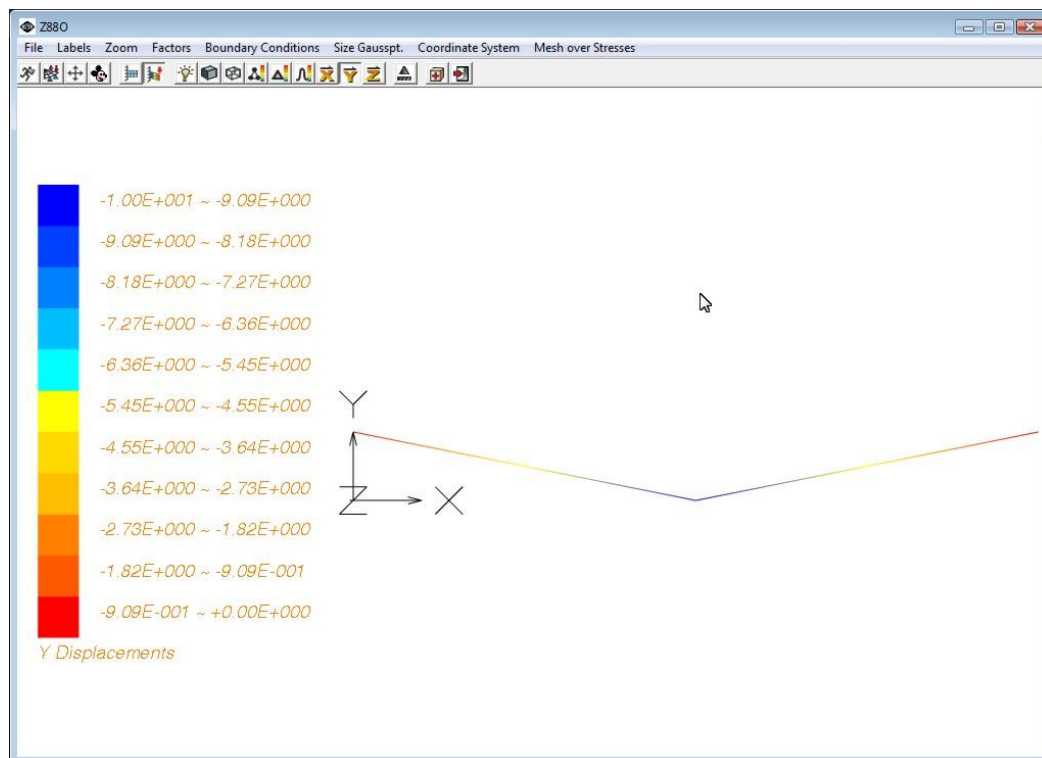 Z88O
File Labels Zoom Factors Boundary Conditions Size Gausspt. Coordinate System Mesh over Stresses
X Y Z
-1.00E+001 ~ -9.09E+000
-9.09E+000 ~ -8.18E+000
-8.18E+000 ~ -7.27E+000
-7.27E+000 ~ -6.36E+000
-6.36E+000 ~ -5.45E+000
-5.45E+000 ~ -4.55E+000
-4.55E+000 ~ -3.64E+000
-3.64E+000 ~ -2.73E+000
-2.73E+000 ~ -1.82E+000
-1.82E+000 ~ -9.09E-001
-9.09E-001 ~ +0.00E+000
Y Displacements
Y
Z
X